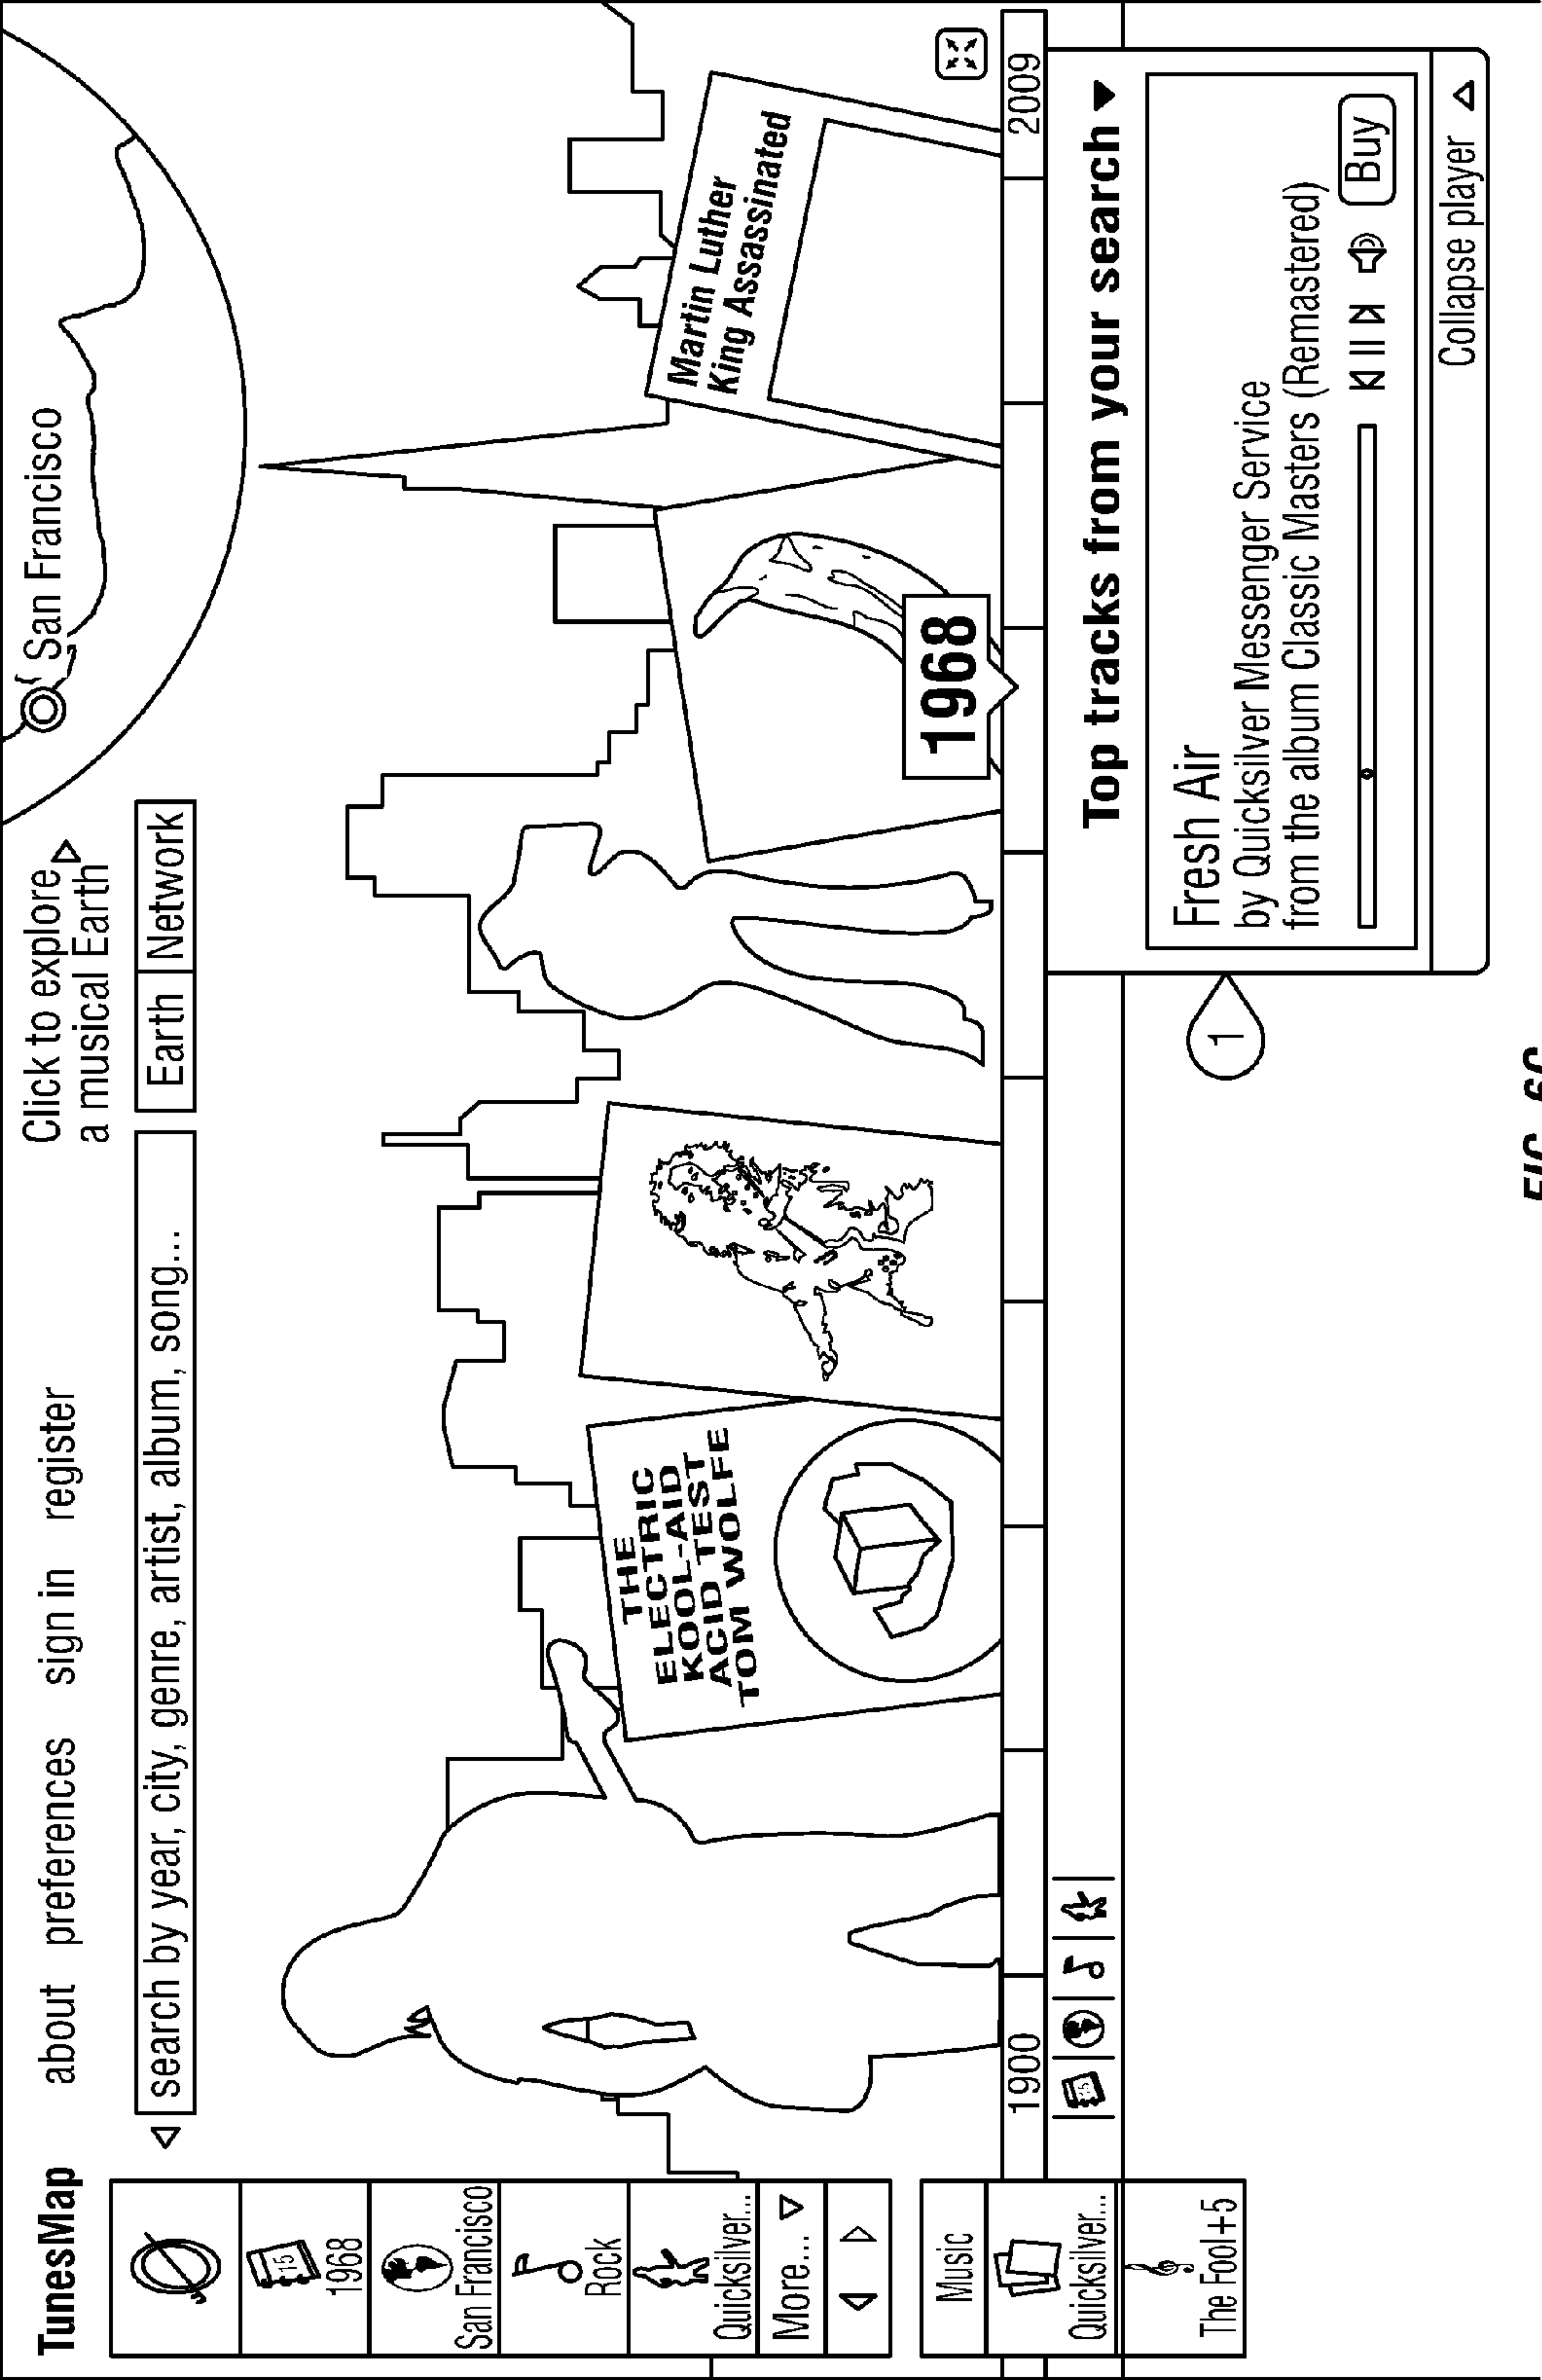 TunesMap about preferences sign in register
Click to explore
a musical Earth
San Francisco
search by year, city, genre, artist, album, song...
Earth Network
15
1968
San Francisco
Rock
Quicksilver...
More...
Music
Quicksilver...
The Fool+5
THE
ELECTRIC
KOOL-AID
ACID TEST
TOM WOLFE
Martin Luther
King Assassinated
1968
1900
2009
15
Top tracks from your search
1
Fresh Air
by Quicksilver Messenger Service
from the album Classic Masters (Remastered)
Buy
Collapse player